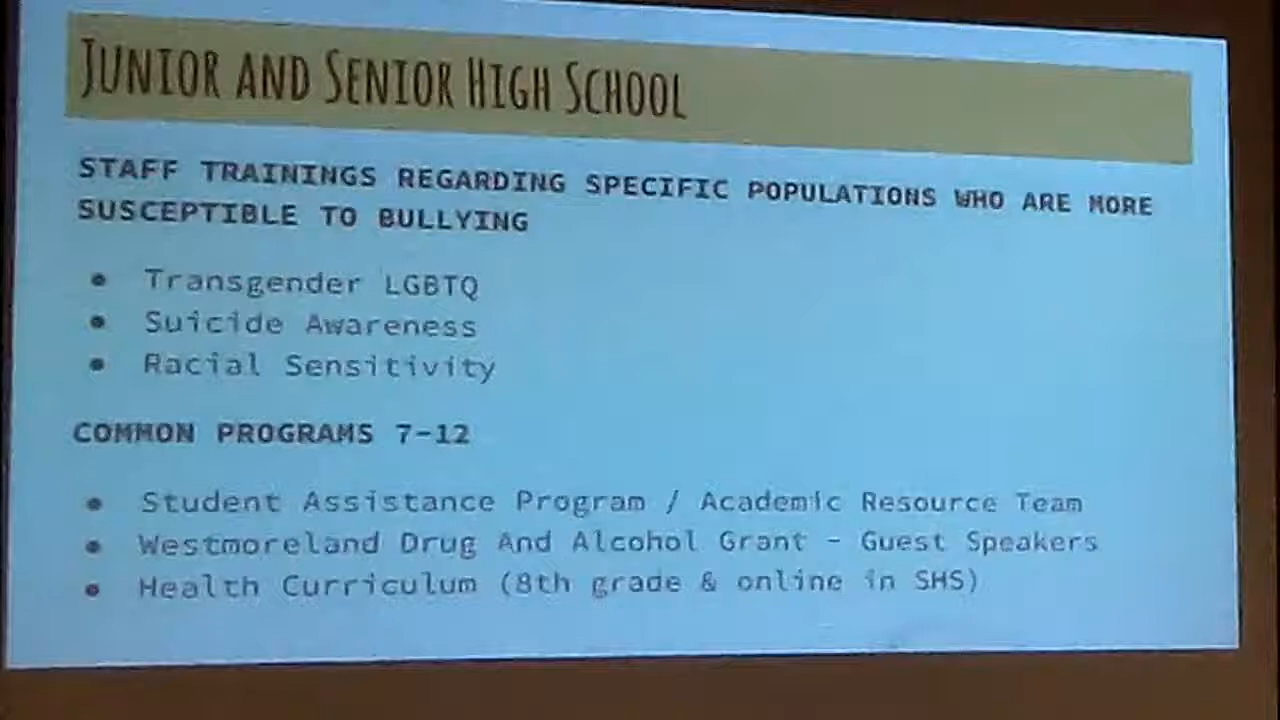 JUNIOR AND SENIOR HIGH SCHOOL
STAFF TRAININGS REGARDING SPECIFIC POPULATIONS WHO ARE MORE
SUSCEPTIBLE TO BULLYING
• Transgender LGBTQ
• Suicide Awareness
• Racial Sensitivity
COMMON PROGRAMS 7-12
• Student Assistance Program / Academic Resource Team
• Westmoreland Drug And Alcohol Grant - Guest Speakers
• Health Curriculum (8th grade & online in SHS)